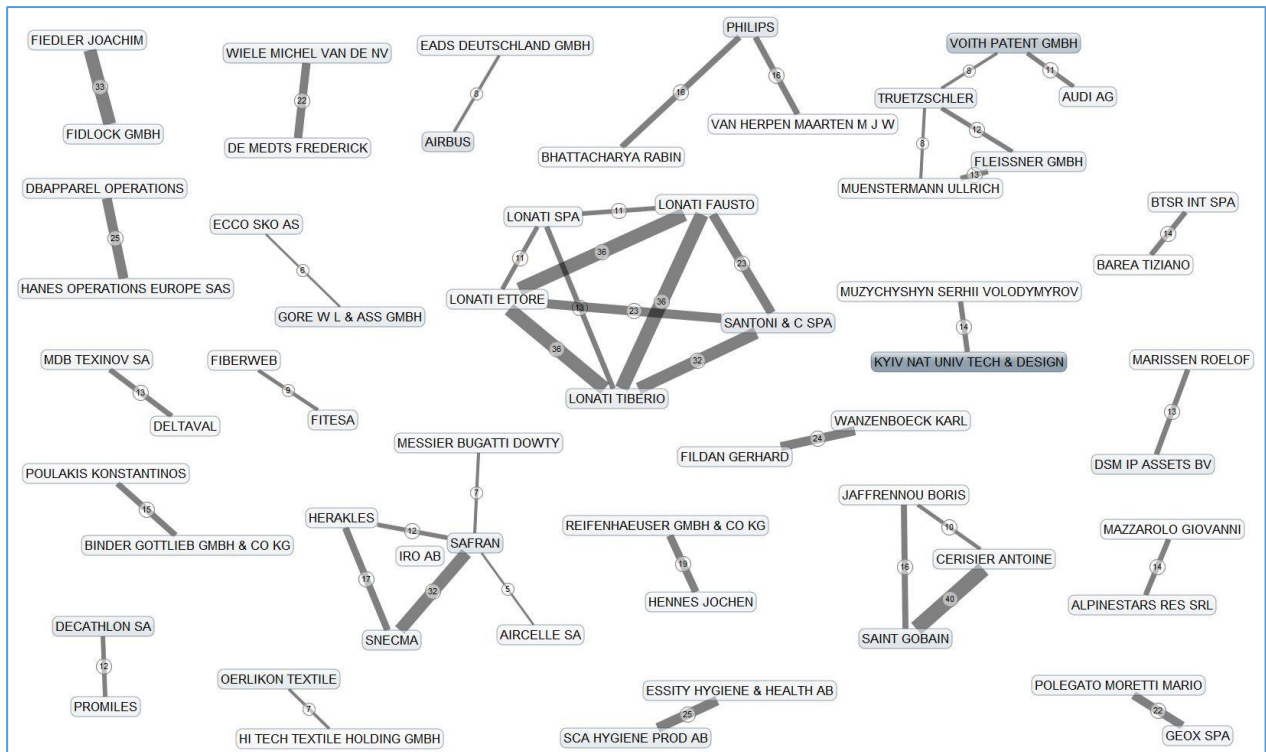 FIEDLER JOACHIM
33
FIDLOCK GMBH
WIELE MICHEL VAN DE NV
22
DE MEDTS FREDERICK
EADS DEUTSCHLAND GMBH
8
AIRBUS
PHILIPS
16
16
VAN HERPEN MAARTEN M J W
BHATTACHARYA RABIN
VOITH PATENT GMBH
8
11
AUDI AG
TRUETZSCHLER
12
8
FLEISSNER GMBH
13
MUENSTERMANN ULLRICH
DBAPPAREL OPERATIONS
25
HANES OPERATIONS EUROPE SAS
ECCO SKO AS
6
GORE W L & ASS GMBH
LONATI FAUSTO
LONATI SPA
11
11
36
23
LONATI ETTORE
23
13
36
SANTONI & C SPA
36
32
LONATI TIBERIO
BTSR INT SPA
14
BAREA TIZIANO
MUZYCHYSHYN SERHII VOLODYMYROV
14
KYIV NAT UNIV TECH & DESIGN
MDB TEXINOV SA
13
DELTAVAL
FIBERWEB
9
FITESA
MARISSEN ROELOF
13
DSM IP ASSETS BV
WANZENBOECK KARL
24
FILDAN GERHARD
POULAKIS KONSTANTINOS
15
BINDER GOTTLIEB GMBH & CO KG
MESSIER BUGATTI DOWTY
7
HERAKLES
12
SAFRAN
IRO AB
17
32
5
SNECMA
AIRCELLE SA
REIFENHAEUSER GMBH & CO KG
19
HENNES JOCHEN
JAFFRENNOU BORIS
10
CERISIER ANTOINE
16
40
SAINT GOBAIN
MAZZAROLO GIOVANNI
14
ALPINESTARS RES SRL
DECATHLON SA
12
PROMILES
OERLIKON TEXTILE
7
HI TECH TEXTILE HOLDING GMBH
ESSITY HYGIENE & HEALTH AB
25
SCA HYGIENE PROD AB
POLEGATO MORETTI MARIO
22
GEOX SPA